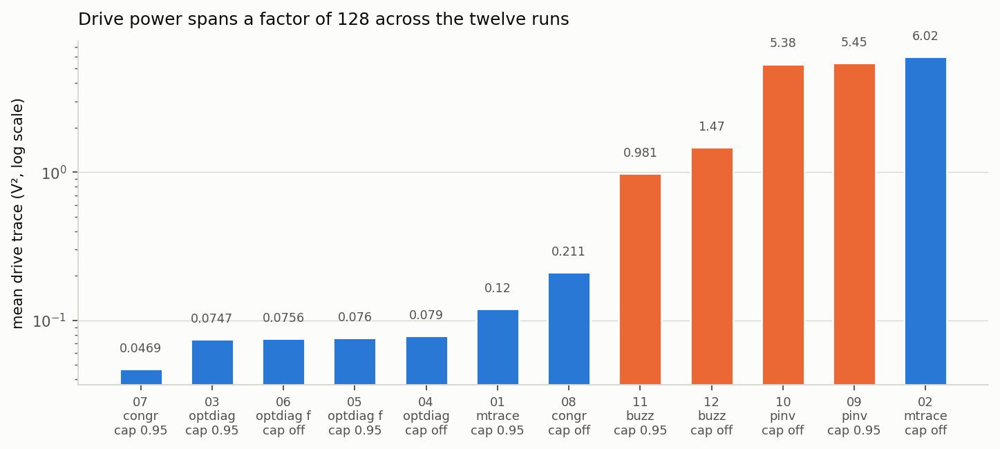 Drive power spans a factor of 128 across the twelve runs
mean drive trace (V², log scale)
10⁰
10⁻¹
0.0469
0.0747
0.0756
0.076
0.079
0.12
0.211
0.981
1.47
5.38
5.45
6.02
07
congr
cap 0.95
03
optdiag
cap 0.95
06
optdiag f
cap off
05
optdiag f
cap 0.95
04
optdiag
cap off
01
mtrace
cap 0.95
08
congr
cap off
11
buzz
cap 0.95
12
buzz
cap off
10
pinv
cap off
09
pinv
cap 0.95
02
mtrace
cap off